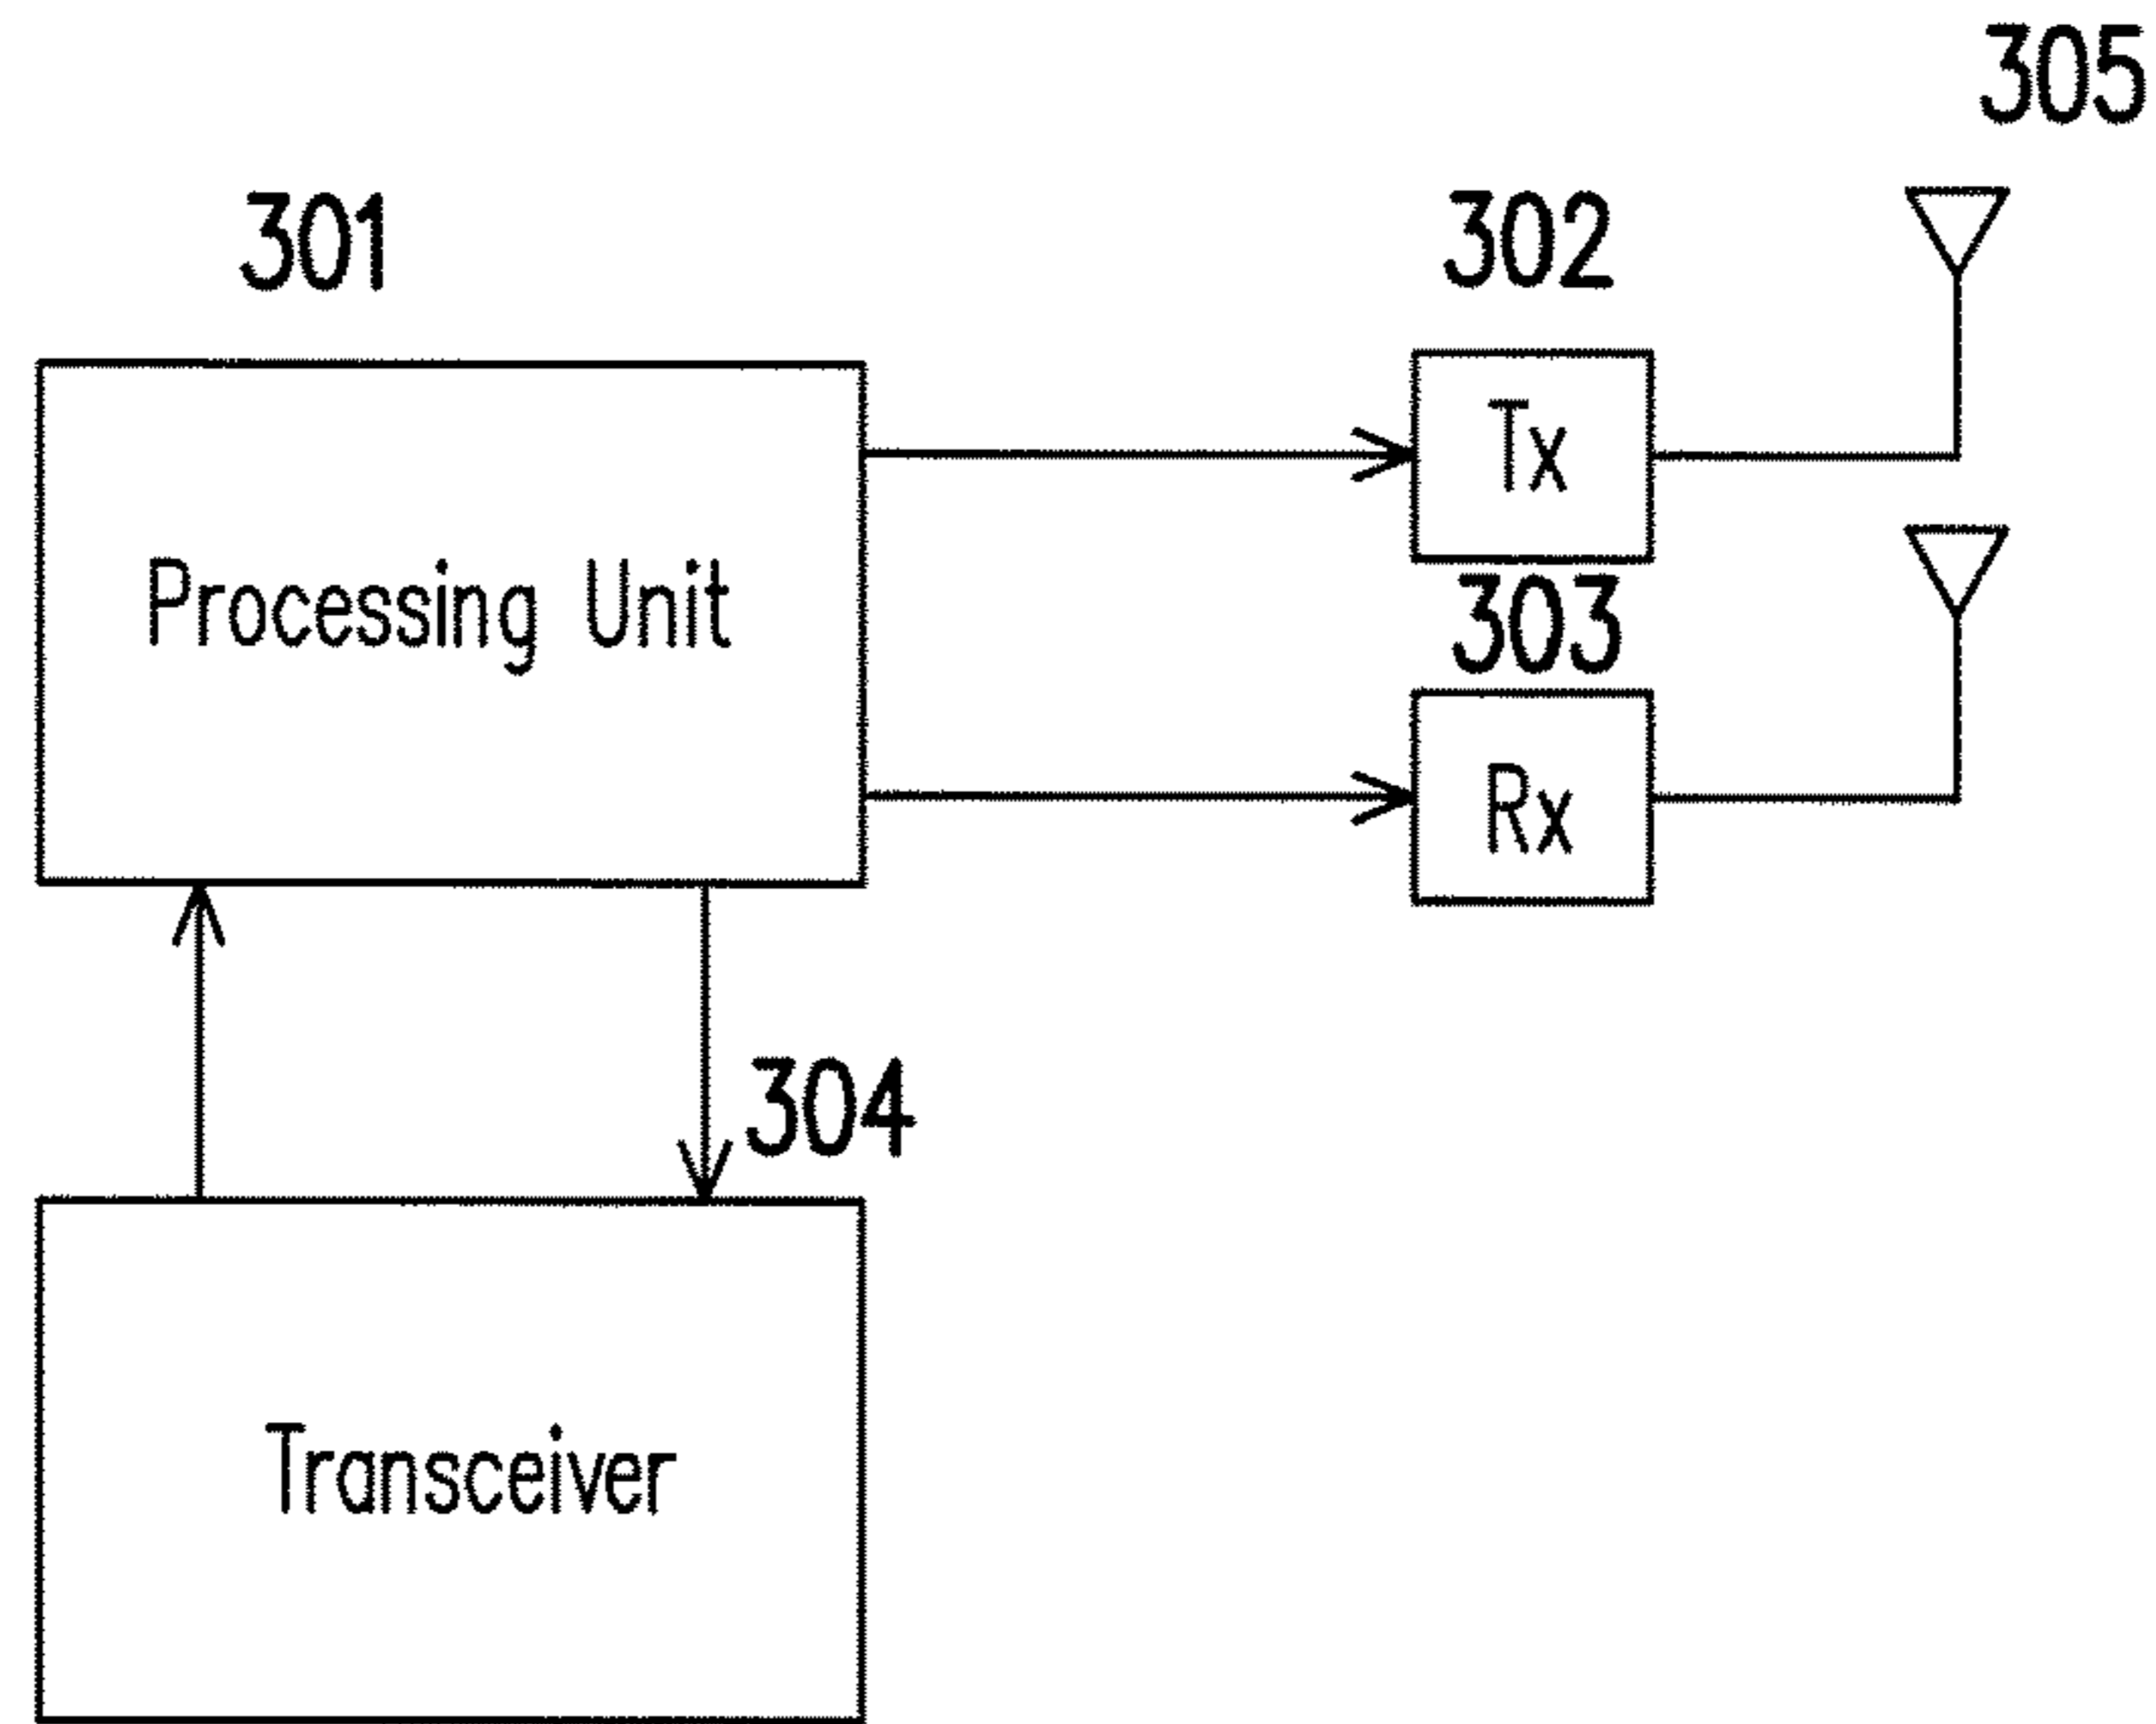 305
301
302
Tx
Processing Unit
303
Rx
304
Transceiver